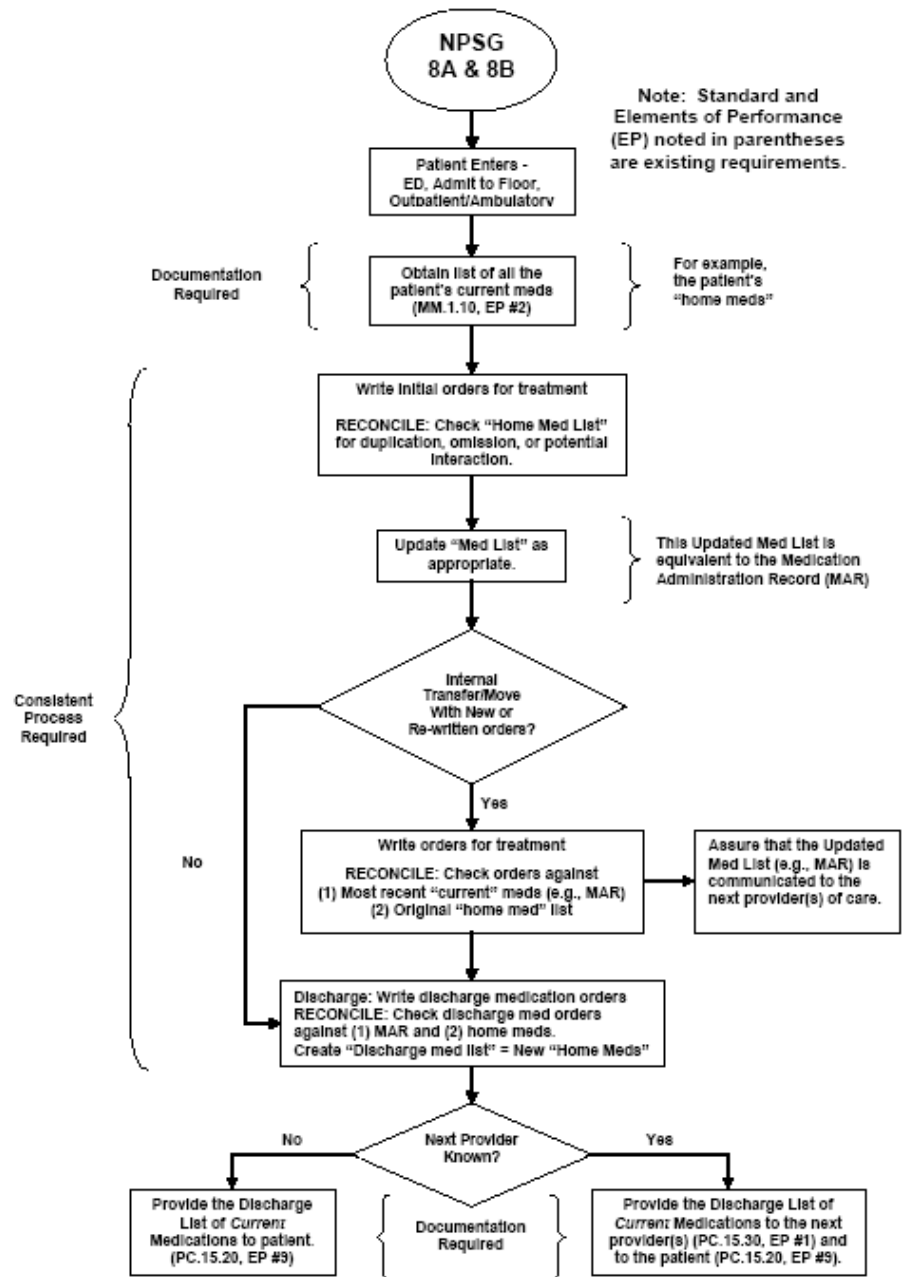 NPSG
8A & 8B
Note: Standard and
Elements of Performance
(EP) noted in parentheses
are existing requirements.
Patient Enters -
ED, Admit to Floor,
Outpatient/Ambulatory
Documentation
Required
Obtain list of all the
patient's current meds
(MM.1.10, EP #2)
For example,
the patient's
“home meds”
Write initial orders for treatment
RECONCILE: Check “Home Med List”
for duplication, omission, or potential
interaction.
Update “Med List” as
appropriate.
This Updated Med List is
equivalent to the Medication
Administration Record (MAR)
Consistent
Process
Required
Internal
Transfer/Move
With New or
Re-written orders?
Yes
No
Write orders for treatment
RECONCILE: Check orders against
(1) Most recent “current” meds (e.g., MAR)
(2) Original “home med” list
Assure that the Updated
Med List (e.g., MAR) is
communicated to the
next provider(s) of care.
Discharge: Write discharge medication orders
RECONCILE: Check discharge med orders
against (1) MAR and (2) home meds.
Create “Discharge med list” = New “Home Meds”
No
Next Provider
Known?
Yes
Provide the Discharge
List of Current
Medications to patient.
(PC.15.20, EP #9)
Documentation
Required
Provide the Discharge List of
Current Medications to the next
provider(s) (PC.15.30, EP #1) and
to the patient (PC.15.20, EP #9).